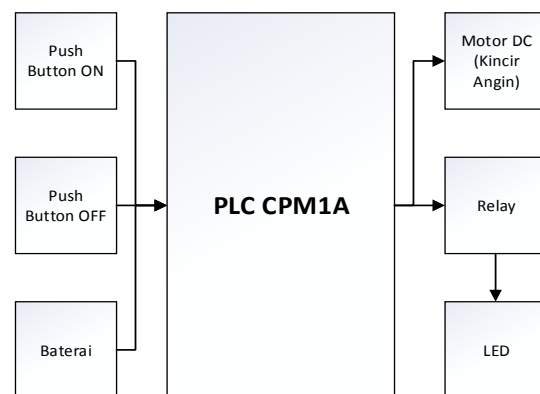 Push
Button ON
Push
Button OFF
Baterai
PLC CPM1A
Motor DC
(Kincir
Angin)
Relay
LED